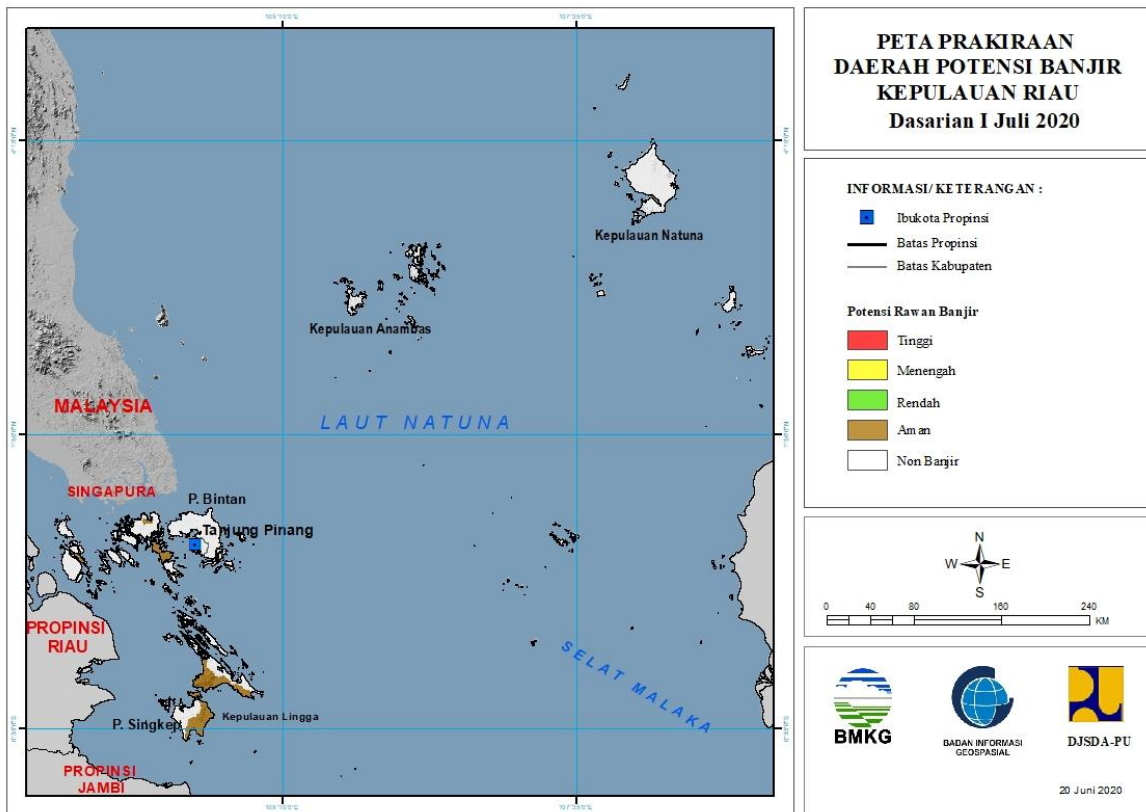 PETA PRAKIRAAN
DAERAH POTENSI BANJIR
KEPULAUAN RIAU
Dasarian I Juli 2020
INFORMASI/ KETERANGAN :
Ibukota Propinsi
Batas Propinsi
Batas Kabupaten
Potensi Rawan Banjir
Tinggi
Menengah
Rendah
Aman
Non Banjir
N
W E
S
0 40 80 160 240
KM
BMKG
BADAN INFORMASI
GEOSPASIAL
DJSDA-PU
20 Juni 2020
Kepulauan Natuna
Kepulauan Anambas
MALAYSIA
LAUT NATUNA
SINGAPURA
P. Bintan
Tanjung Pinang
PROPINSI
RIAU
SELAT MALAKA
Kepulauan Lingga
P. Singkep
PROPINSI
JAMBI